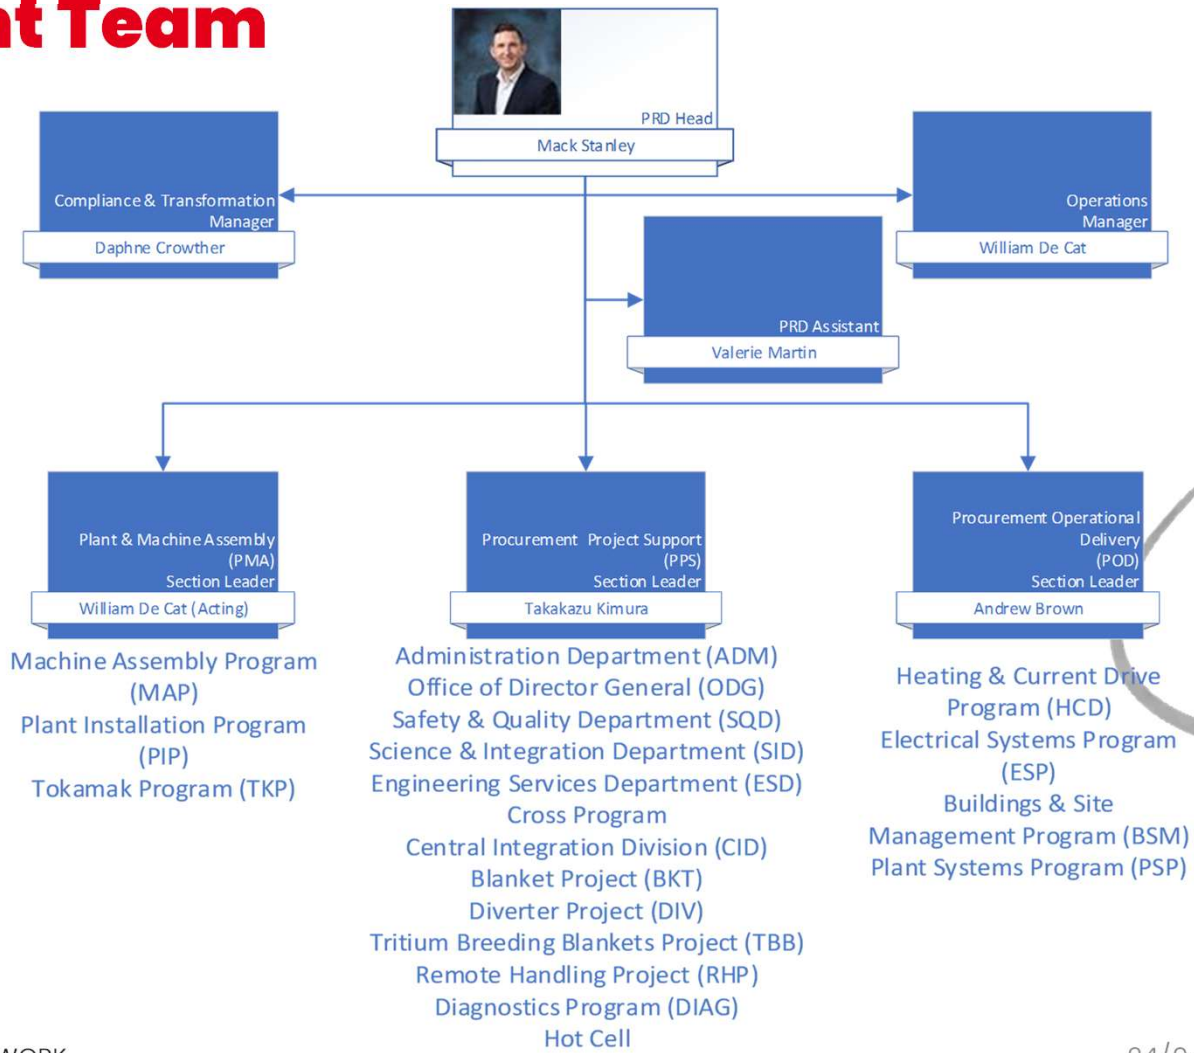 nt Team
PRD Head
Mack Stanley
Compliance & Transformation
Manager
Daphne Crowther
Operations
Manager
William De Cat
PRD Assistant
Valerie Martin
Plant & Machine Assembly
(PMA)
Section Leader
William De Cat (Acting)
Machine Assembly Program
(MAP)
Plant Installation Program
(PIP)
Tokamak Program (TKP)
Procurement Project Support
(PPS)
Section Leader
Takakazu Kimura
Administration Department (ADM)
Office of Director General (ODG)
Safety & Quality Department (SQD)
Science & Integration Department (SID)
Engineering Services Department (ESD)
Cross Program
Central Integration Division (CID)
Blanket Project (BKT)
Diverter Project (DIV)
Tritium Breeding Blankets Project (TBB)
Remote Handling Project (RHP)
Diagnostics Program (DIAG)
Hot Cell
Procurement Operational
Delivery
(POD)
Section Leader
Andrew Brown
Heating & Current Drive
Program (HCD)
Electrical Systems Program
(ESP)
Buildings & Site
Management Program (BSM)
Plant Systems Program (PSP)